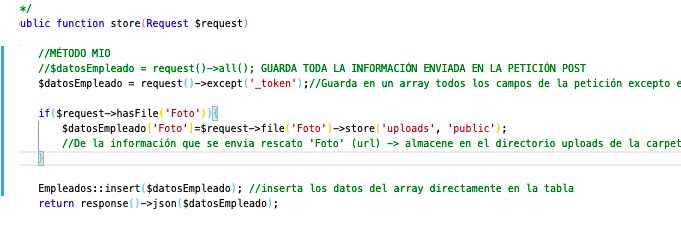 */
ublic function store(Request $request)
//MÉTODO MIO
//$datosEmpleado = request()->all(); GUARDA TODA LA INFORMACIÓN ENVIADA EN LA PETICIÓN POST
$datosEmpleado = request()->except('_token');//Guarda en un array todos los campos de la petición excepto e
if($request->hasFile('Foto')){
$datosEmpleado['Foto']=$request->file('Foto')->store('uploads', 'public');
//De la información que se envia rescato 'Foto' (url) -> almacene en el directorio uploads de la carpet
}
Empleados::insert($datosEmpleado); //inserta los datos del array directamente en la tabla
return response()->json($datosEmpleado);